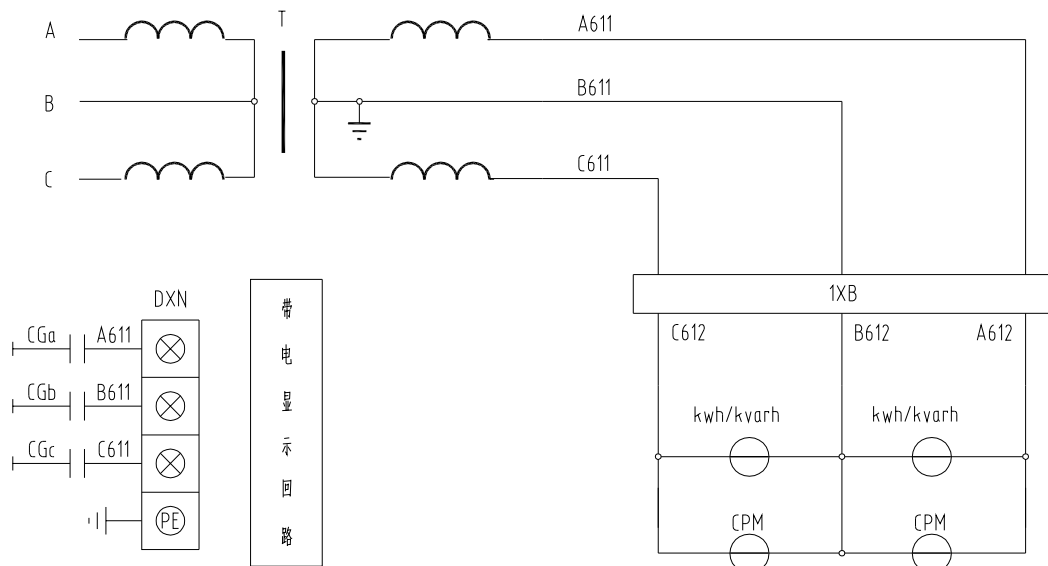 A
T
A611
B
B611
C
C611
1XB
C612
B612
A612
kwh/kvarh
kwh/kvarh
CPM
CPM
DXN
CGa
A611
CGb
B611
CGc
C611
PE
带
电
显
示
回
路